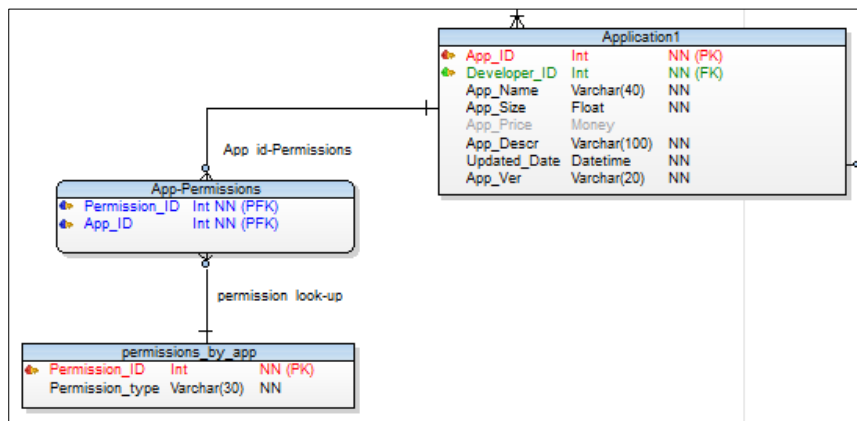 Application1
App_ID Int NN (PK)
Developer_ID Int NN (FK)
App_Name Varchar(40) NN
App_Size Float NN
App_Price Money
App_Descr Varchar(100) NN
Updated_Date Datetime NN
App_Ver Varchar(20) NN
App id-Permissions
App-Permissions
Permission_ID Int NN (PFK)
App_ID Int NN (PFK)
permission look-up
permissions_by_app
Permission_ID Int NN (PK)
Permission_type Varchar(30) NN